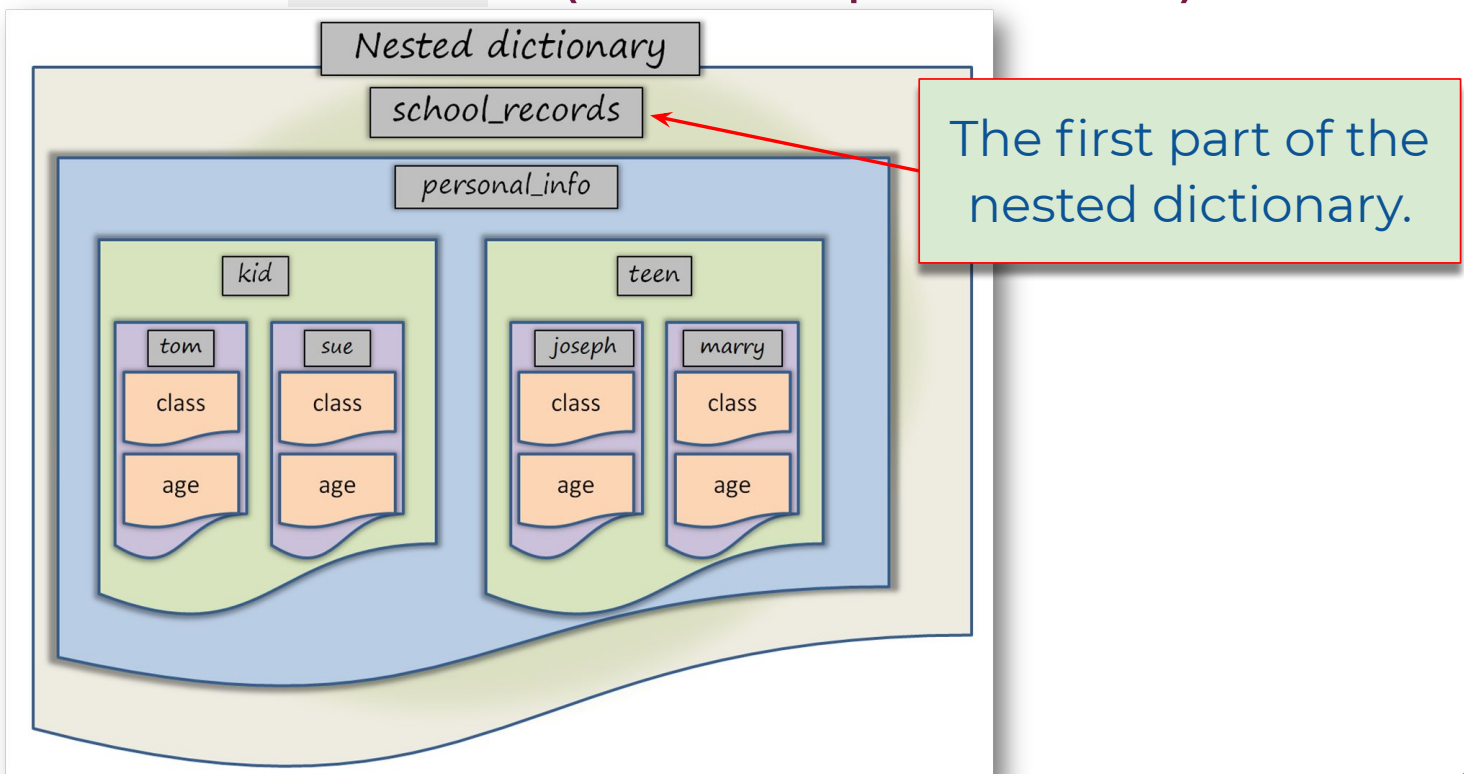 Nested dictionary
school_records
The first part of the
nested dictionary.
personal_info
kid
teen
tom
sue
joseph
marry
class
class
class
class
age
age
age
age